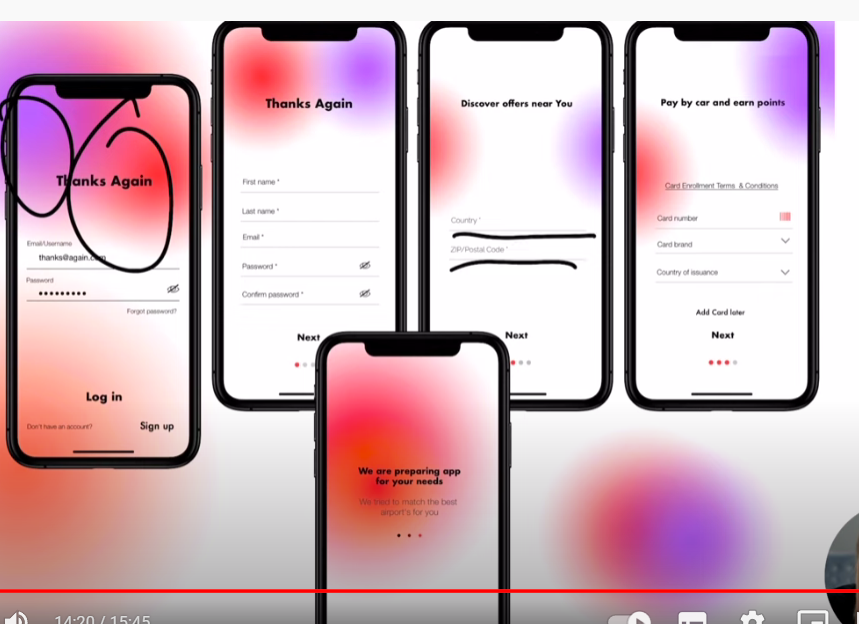 Thanks Again
Email/Username
thanks@again.com
Password
Forgot password?
Log in
Don't have an account?
Sign up
Thanks Again
First name *
Last name *
Email *
Password *
Confirm password *
Next
Discover offers near You
Country *
ZIP/Postal Code *
Next
Pay by car and earn points
Card Enrollment Terms & Conditions
Card number
Card brand
Country of issuance
Add Card later
Next
We are preparing app
for your needs
We tried to match the best
airport's for you
14:20 / 15:45